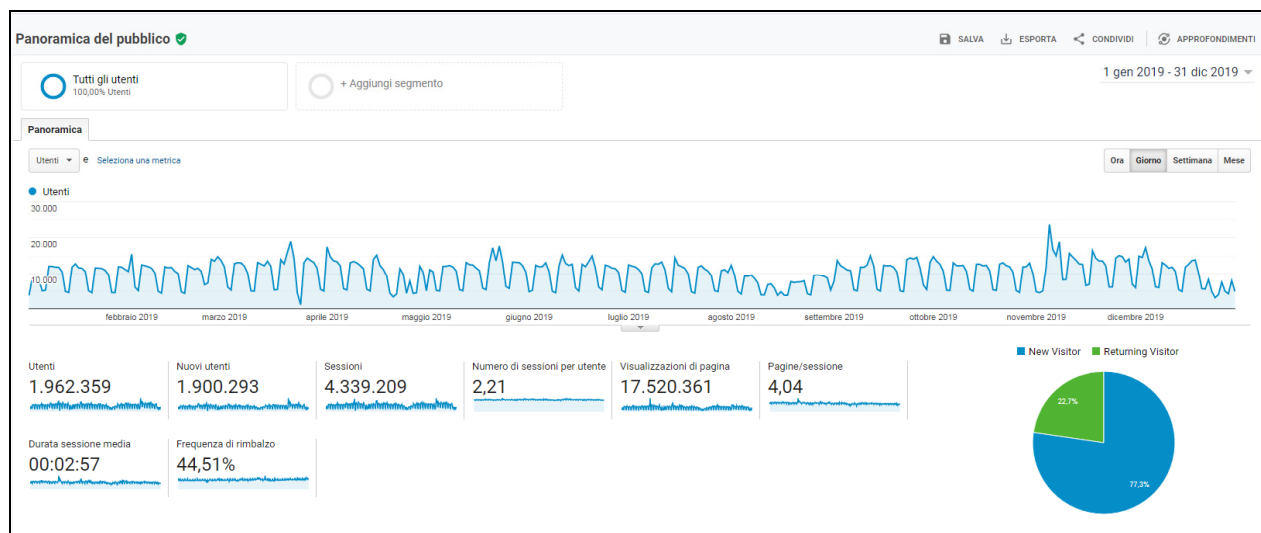 Panoramica del pubblico
SALVA ESPORTA CONDIVIDI APPROFONDIMENTI
Tutti gli utenti
100,00% Utenti
+ Aggiungi segmento
1 gen 2019 - 31 dic 2019
Panoramica
Utenti e Seleziona una metrica
Ora Giorno Settimana Mese
Utenti
30.000
20.000
10.000
febbraio 2019 marzo 2019 aprile 2019 maggio 2019 giugno 2019 luglio 2019 agosto 2019 settembre 2019 ottobre 2019 novembre 2019 dicembre 2019
New Visitor Returning Visitor
Utenti Nuovi utenti Sessioni Numero di sessioni per utente Visualizzazioni di pagina Pagine/sessione
1.962.359 1.900.293 4.339.209 2,21 17.520.361 4,04
22,7%
Durata sessione media Frequenza di rimbalzo
00:02:57 44,51%
77,3%